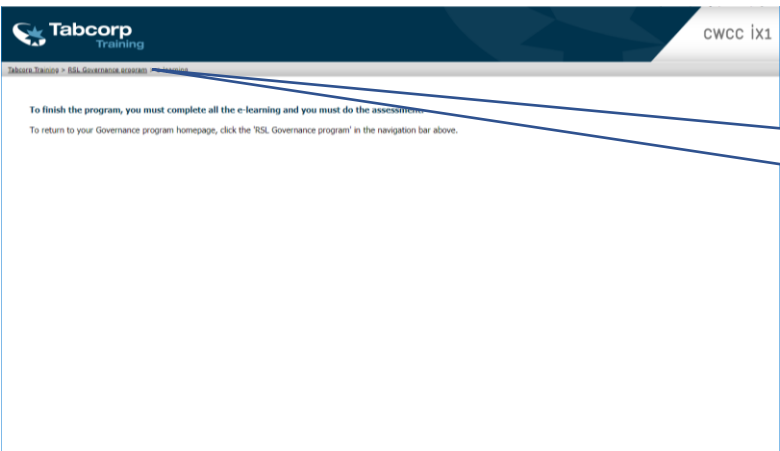 Tabcorp
Training
CWCC ix1
Tabcorp Training > RSL Governance program >
To finish the program, you must complete all the e-learning and you must do the assessment
To return to your Governance program homepage, click the 'RSL Governance program' in the navigation bar above.